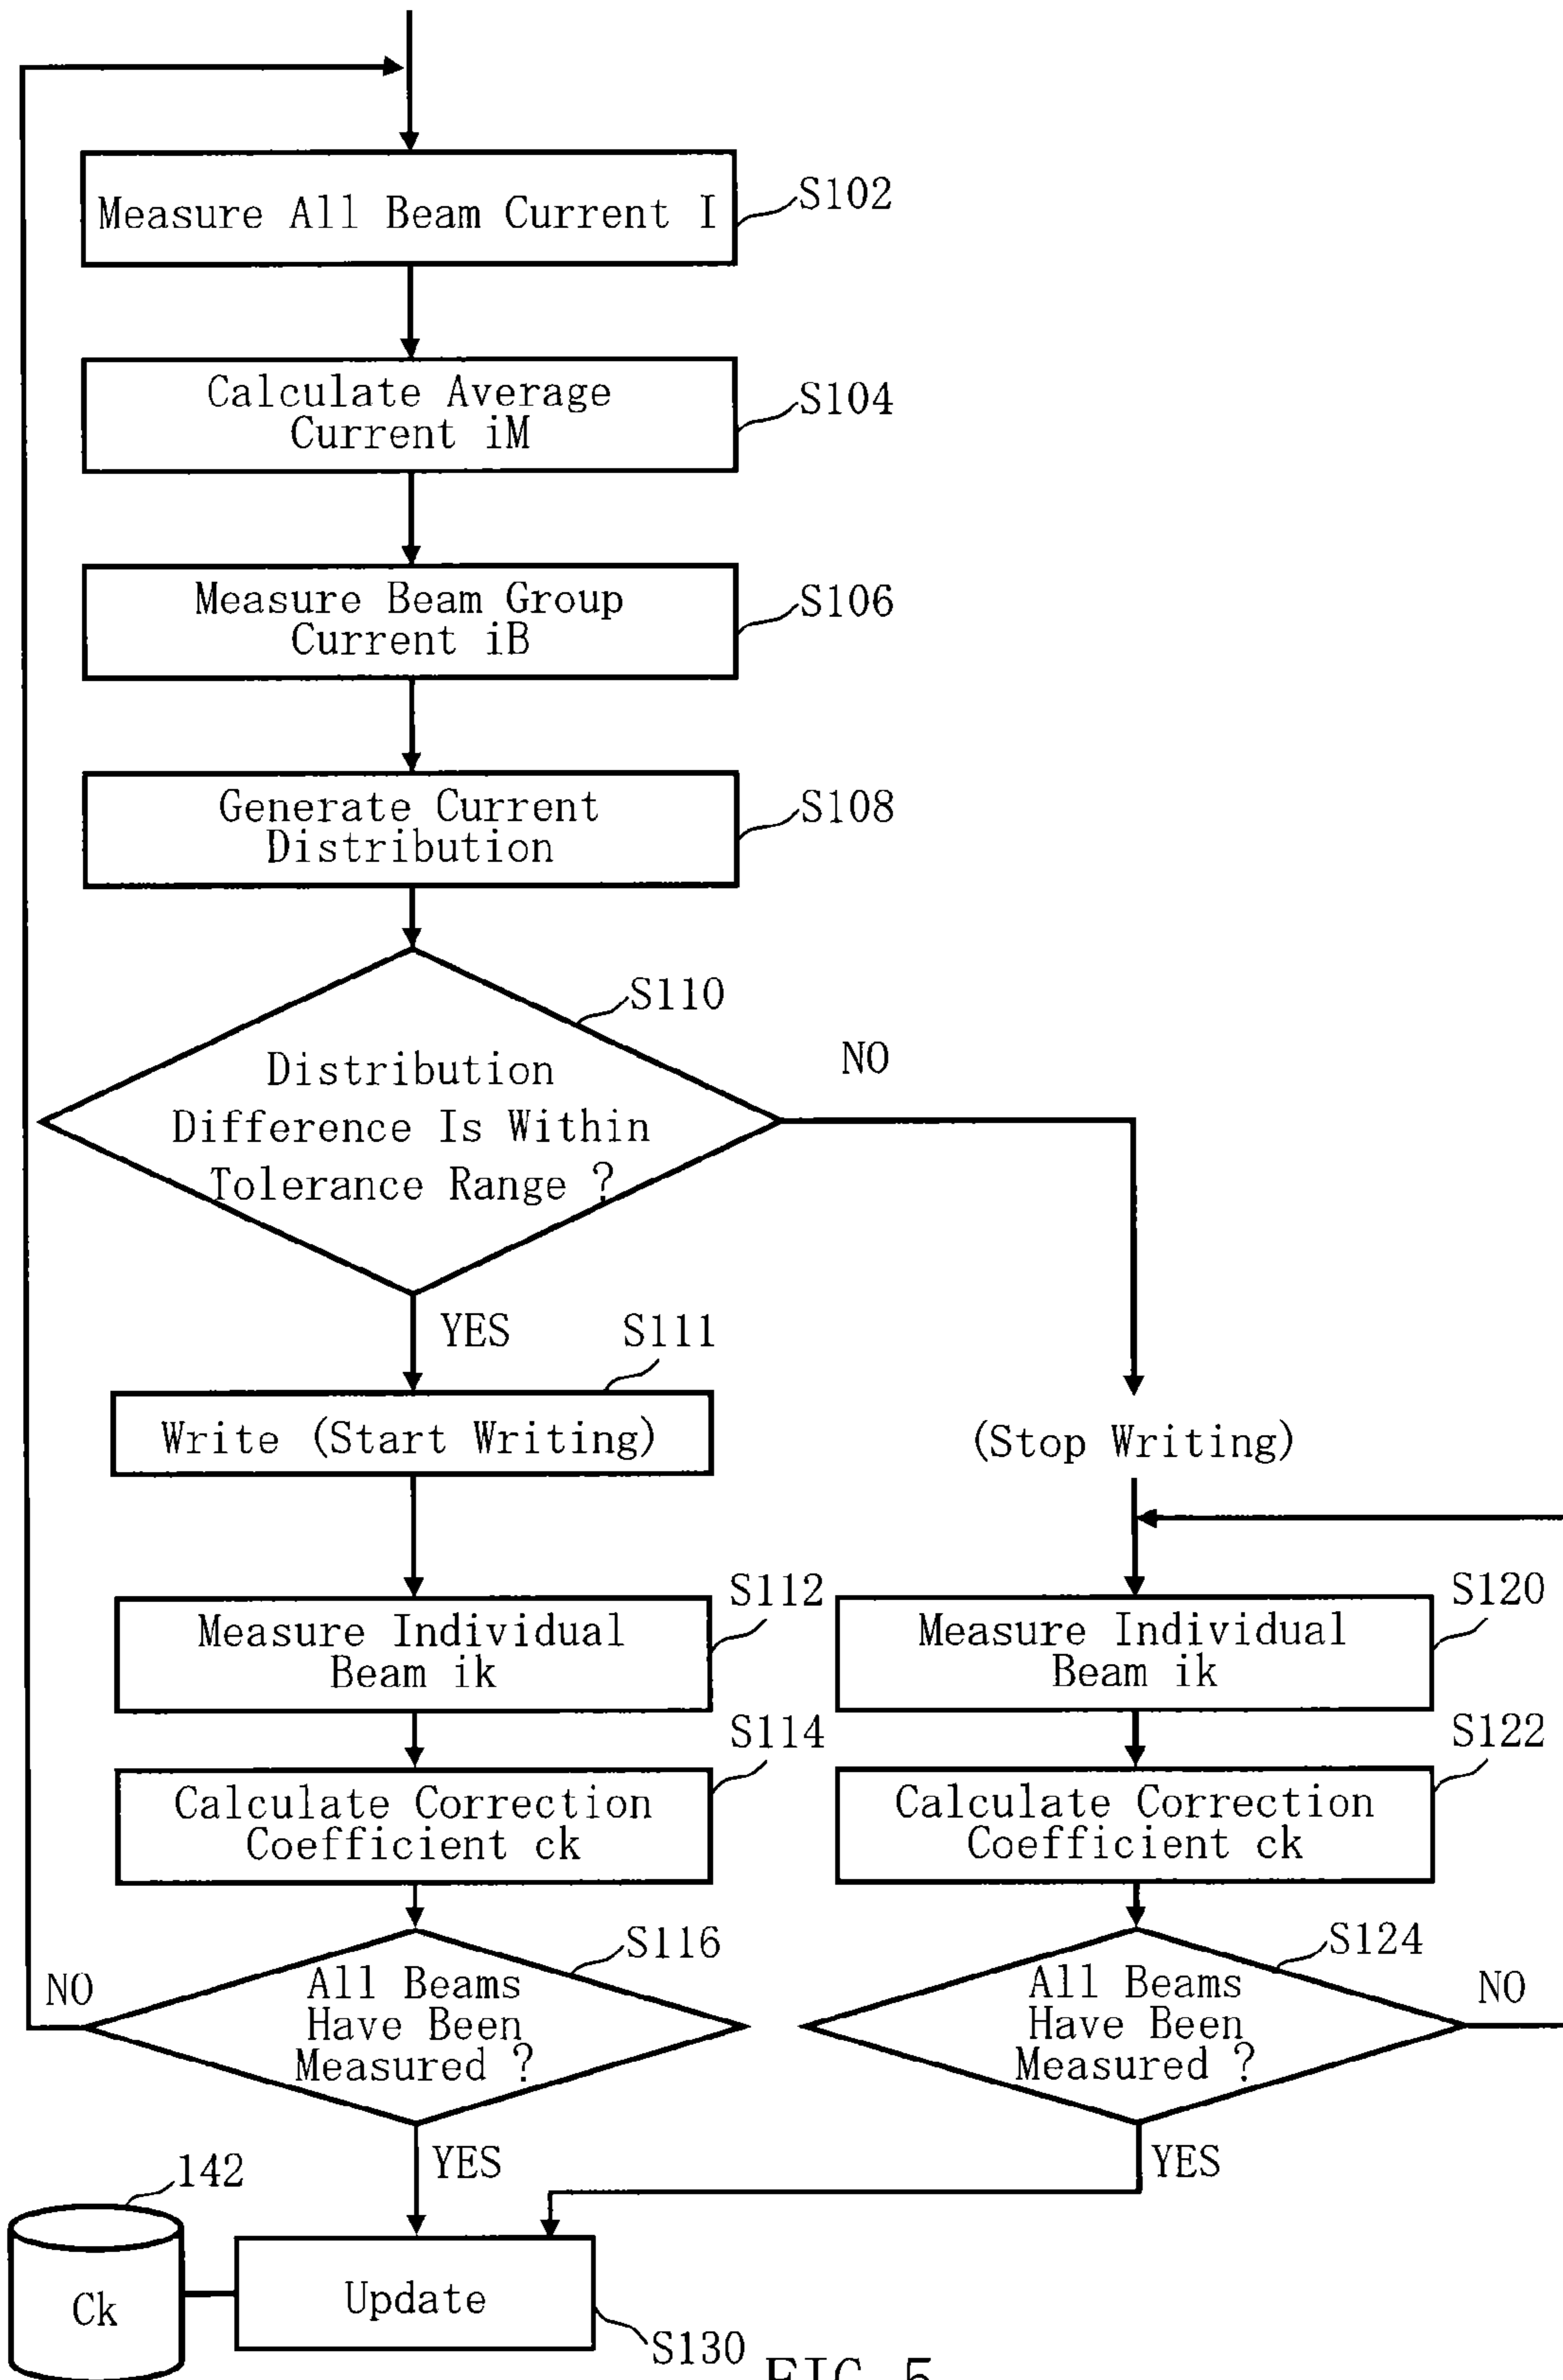 Measure All Beam Current I
S102
Calculate Average
Current iM
S104
Measure Beam Group
Current iB
S106
Generate Current
Distribution
S108
S110
Distribution
Difference Is Within
Tolerance Range ?
NO
YES
S111
Write (Start Writing)
(Stop Writing)
S112
Measure Individual
Beam ik
S120
Measure Individual
Beam ik
S114
Calculate Correction
Coefficient ck
S122
Calculate Correction
Coefficient ck
S116
All Beams
Have Been
Measured ?
NO
S124
All Beams
Have Been
Measured ?
NO
YES
YES
142
Ck
Update
S130
FIG. 5